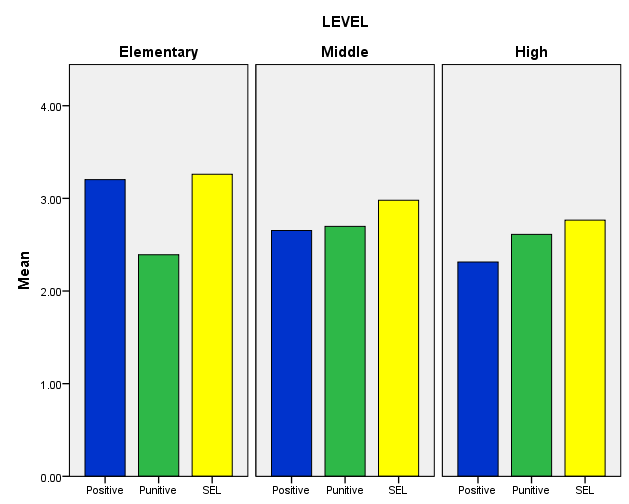 LEVEL
Elementary Middle High
4.00
3.00
2.00
1.00
0.00
Mean
Positive Punitive SEL Positive Punitive SEL Positive Punitive SEL